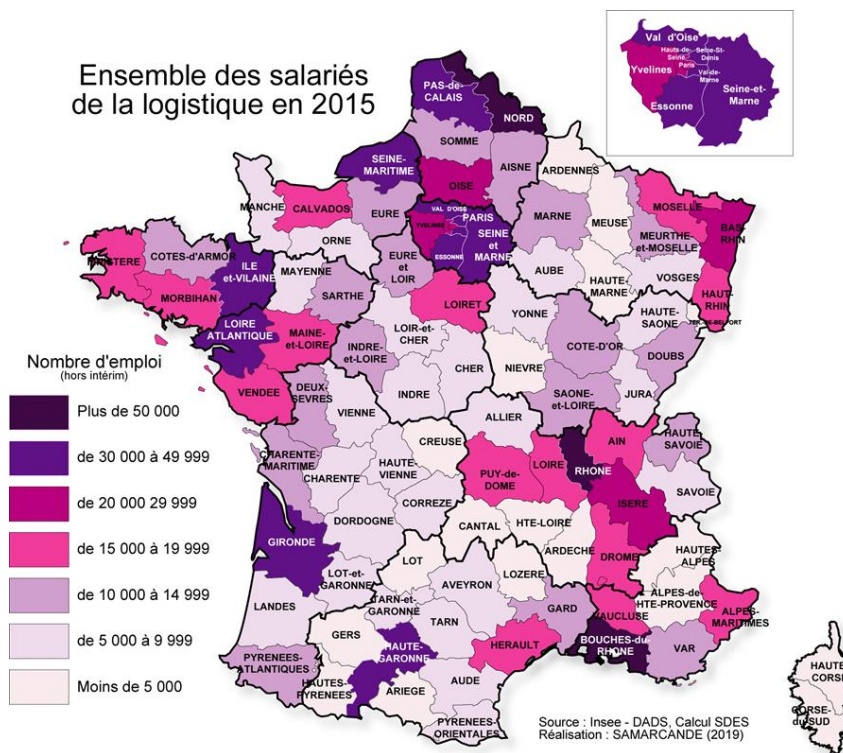 Ensemble des salariés
de la logistique en 2015
Val d'Oise
Hauts-de-
Seine
Seine-St-
Denis
Paris
Val-de-
Marne
Yvelines
Seine-et-
Marne
Essonne
PAS-de-
CALAIS
NORD
SOMME
SEINE-
MARITIME
AISNE
ARDENNES
OISE
MANCHE
CALVADOS
EURE
VAL D'OISE
PARIS
YVELINES
SEINE
et
MARNE
ESSONNE
MARNE
MEUSE
MOSELLE
MEURTHE-
et-MOSELLE
BAS-
RHIN
ORNE
FINISTERE
COTES-d'ARMOR
ILE
et-VILAINE
MORBIHAN
MAYENNE
SARTHE
EURE et
LOIR
AUBE
HAUTE-
MARNE
VOSGES
HAUT-
RHIN
LOIRET
YONNE
HAUTE-
SAONE
TER.-DE-BELFORT
LOIRE
ATLANTIQUE
MAINE-
et-LOIRE
INDRE-
et-LOIRE
LOIR-et-
CHER
CHER
NIEVRE
COTE-D'OR
DOUBS
VENDEE
DEUX-
SEVRES
VIENNE
INDRE
SAONE-
et-LOIRE
JURA
ALLIER
CREUSE
CHARENTE-
MARITIME
CHARENTE
HAUTE-
VIENNE
PUY-de-
DOME
LOIRE
RHONE
AIN
HAUTE-
SAVOIE
SAVOIE
ISERE
CORREZE
DORDOGNE
GIRONDE
CANTAL
HTE-LOIRE
ARDECHE
DROME
HAUTES-
ALPES
LOT-et-
GARONNE
LOT
AVEYRON
LOZERE
LANDES
TARN-et-
GARONNE
TARN
GARD
VAUCLUSE
ALPES-de-
HTE-PROVENCE
ALPES-
MARITIMES
GERS
HAUTE-
GARONNE
HERAULT
BOUCHES-du-
RHONE
VAR
PYRENEES-
ATLANTIQUES
HAUTES-
PYRENEES
ARIEGE
AUDE
PYRENEES-
ORIENTALES
HAUTE
CORSE
CORSE-
du-SUD
Nombre d'emploi
(hors intérim)
Plus de 50 000
de 30 000 à 49 999
de 20 000 29 999
de 15 000 à 19 999
de 10 000 à 14 999
de 5 000 à 9 999
Moins de 5 000
Source : Insee - DADS, Calcul SDES
Réalisation : SAMARCANDE (2019)